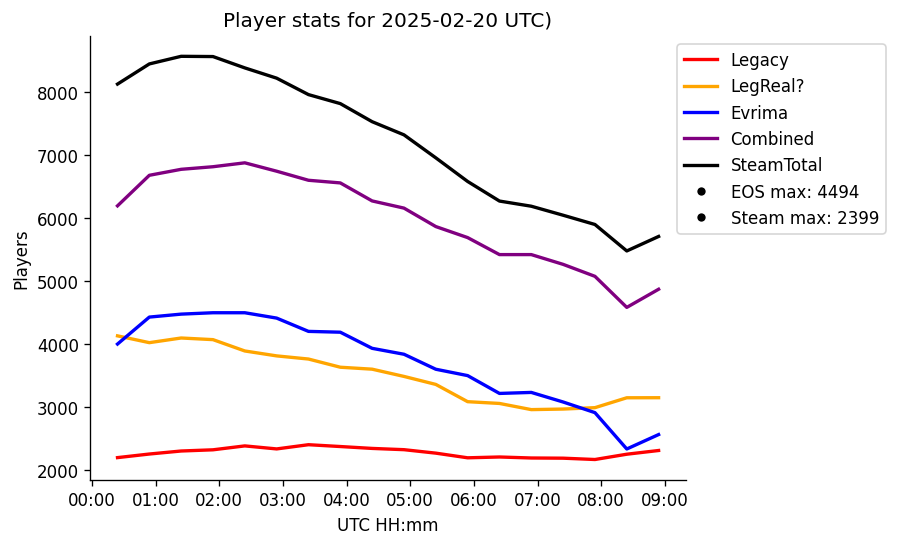 Player stats for 2025-02-20 UTC)
Legacy
LegReal?
Evrima
Combined
SteamTotal
EOS max: 4494
Steam max: 2399
Players
8000
7000
6000
5000
4000
3000
2000
00:00 01:00 02:00 03:00 04:00 05:00 06:00 07:00 08:00 09:00
UTC HH:mm